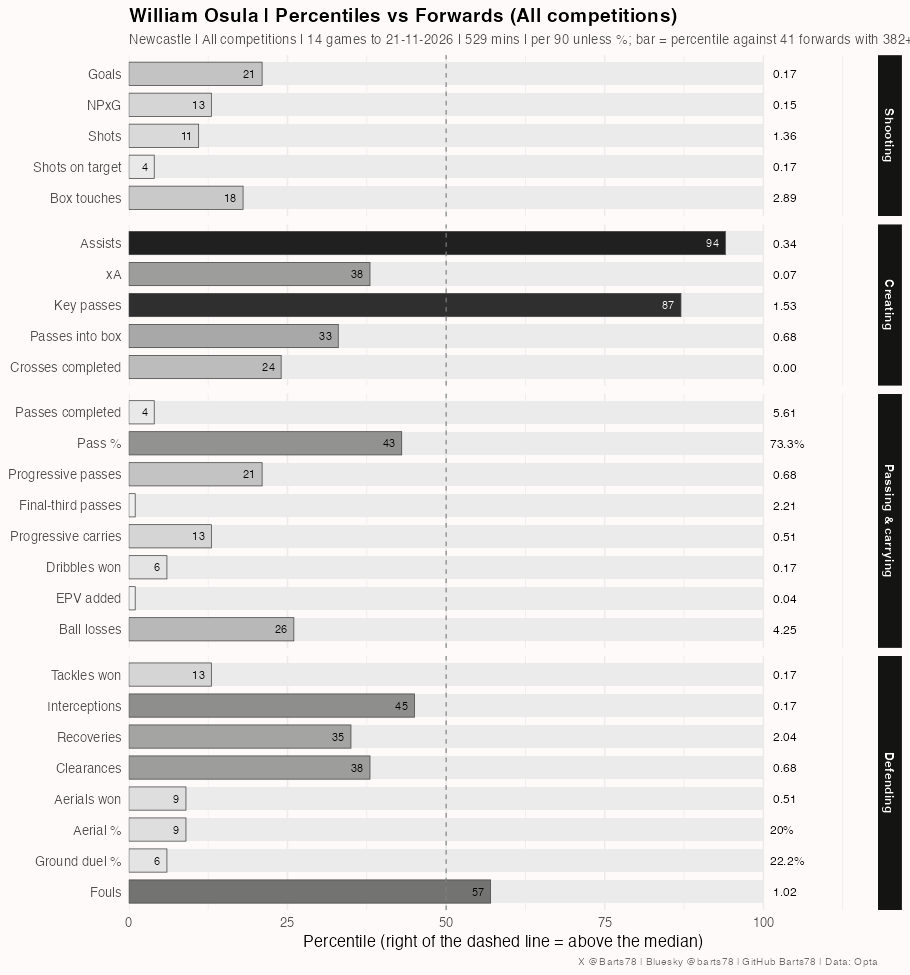 William Osula | Percentiles vs Forwards (All competitions)
Newcastle | All competitions | 14 games to 21-11-2026 | 529 mins | per 90 unless %; bar = percentile against 41 forwards with 382+
Goals 21 0.17
NPxG 13 0.15
Shots 11 1.36
Shots on target 4 0.17
Box touches 18 2.89
Shooting
Assists 94 0.34
xA 38 0.07
Key passes 87 1.53
Passes into box 33 0.68
Crosses completed 24 0.00
Creating
Passes completed 4 5.61
Pass % 43 73.3%
Progressive passes 21 0.68
Final-third passes 2.21
Progressive carries 13 0.51
Dribbles won 6 0.17
EPV added 0.04
Ball losses 26 4.25
Passing & carrying
Tackles won 13 0.17
Interceptions 45 0.17
Recoveries 35 2.04
Clearances 38 0.68
Aerials won 9 0.51
Aerial % 9 20%
Ground duel % 6 22.2%
Fouls 57 1.02
Defending
0 25 50 75 100
Percentile (right of the dashed line = above the median)
X @Barts78 | Bluesky @barts78 | GitHub Barts78 | Data: Opta